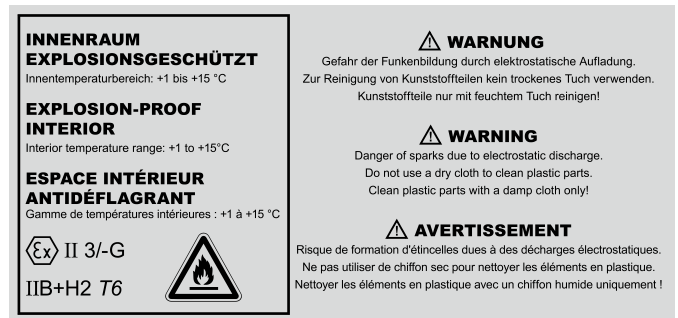 INNENRAUM
EXPLOSIONSGESCHÜTZT
Innentemperaturbereich: +1 bis +15 °C
EXPLOSION-PROOF
INTERIOR
Interior temperature range: +1 to +15°C
ESPACE INTÉRIEUR
ANTIDÉFLAGRANT
Gamme de températures intérieures : +1 à +15 °C
Ex II 3/-G
IIB+H2 T6
WARNUNG
Gefahr der Funkenbildung durch elektrostatische Aufladung.
Zur Reinigung von Kunststoffteilen kein trockenes Tuch verwenden.
Kunststoffteile nur mit feuchtem Tuch reinigen!
WARNING
Danger of sparks due to electrostatic discharge.
Do not use a dry cloth to clean plastic parts.
Clean plastic parts with a damp cloth only!
AVERTISSEMENT
Risque de formation d'étincelles dues à des décharges électrostatiques.
Ne pas utiliser de chiffon sec pour nettoyer les éléments en plastique.
Nettoyer les éléments en plastique avec un chiffon humide uniquement !